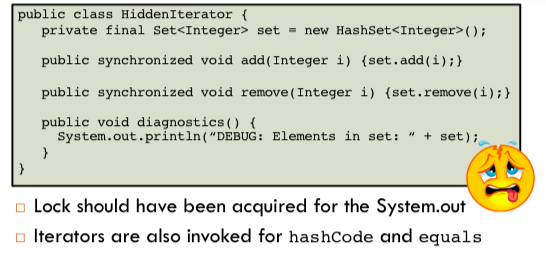 public class HiddenIterator {
private final Set<Integer> set = new HashSet<Integer>();
public synchronized void add(Integer i) {set.add(i);}
public synchronized void remove(Integer i) {set.remove(i);}
public void diagnostics() {
System.out.println(“DEBUG: Elements in set: “ + set);
}
}
Lock should have been acquired for the System.out
Iterators are also invoked for hashCode and equals